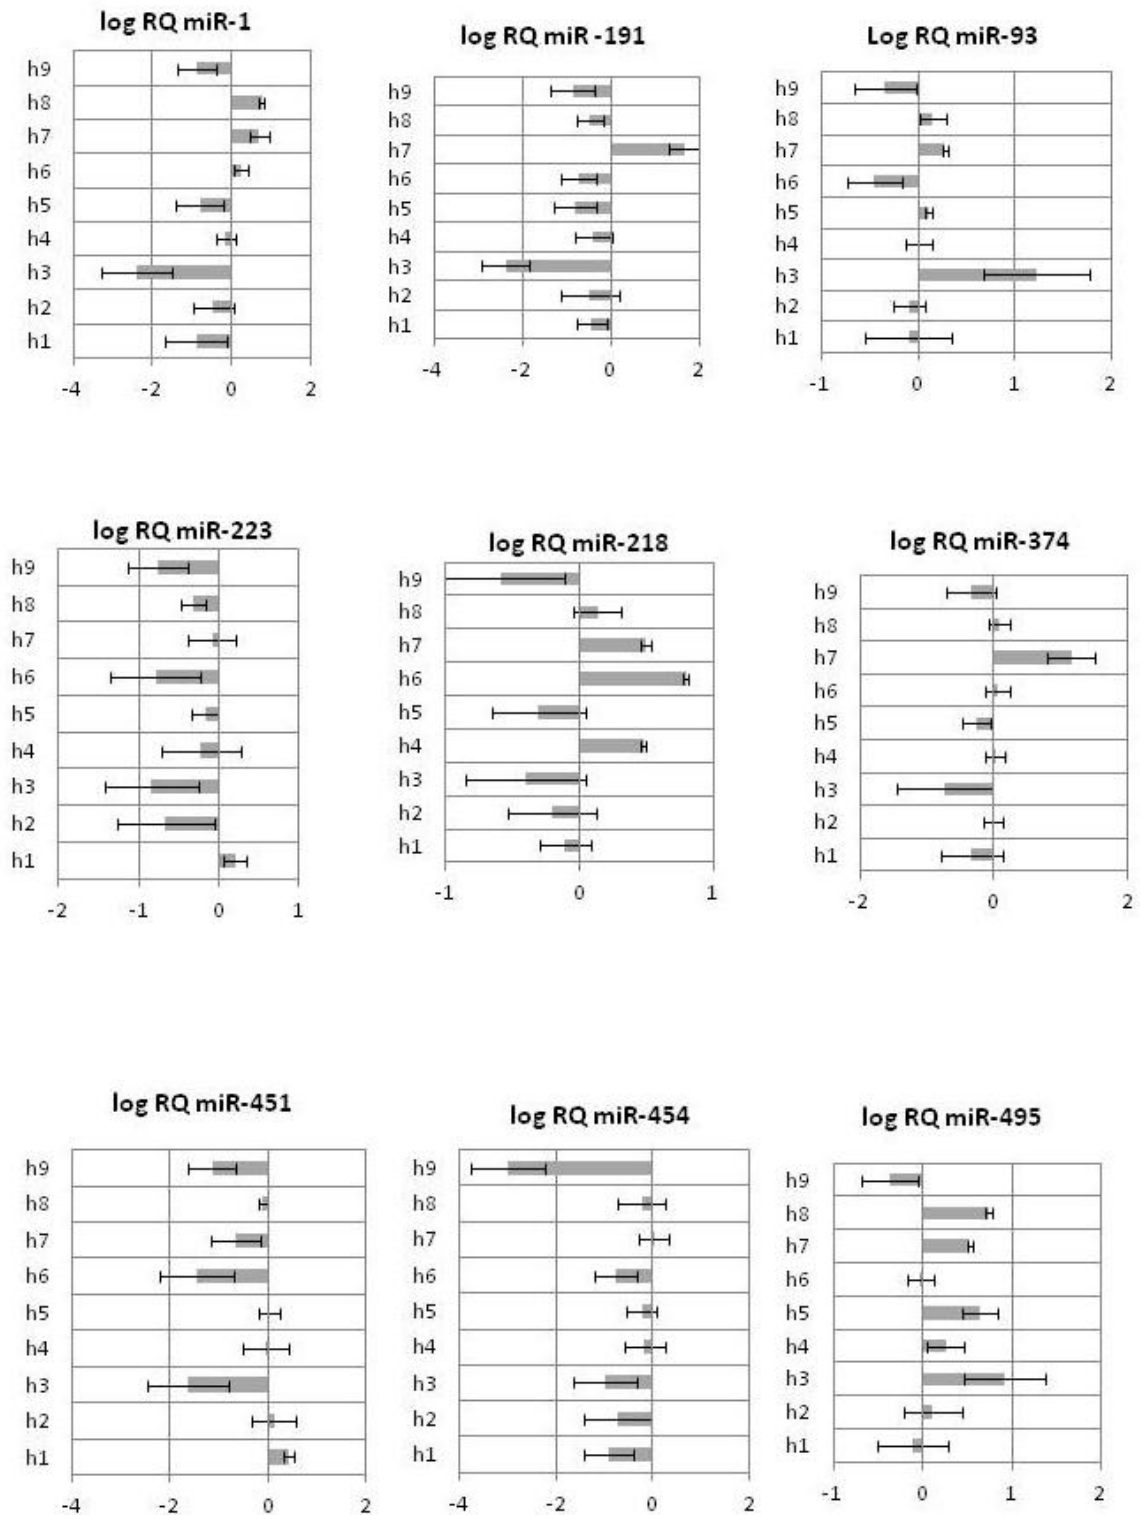 log RQ miR-1
h9
h8
h7
h6
h5
h4
h3
h2
h1
-4 -2 0 2
log RQ miR -191
h9
h8
h7
h6
h5
h4
h3
h2
h1
-4 -2 0 2
Log RQ miR-93
h9
h8
h7
h6
h5
h4
h3
h2
h1
-1 0 1 2
log RQ miR-223
h9
h8
h7
h6
h5
h4
h3
h2
h1
-2 -1 0 1
log RQ miR-218
h9
h8
h7
h6
h5
h4
h3
h2
h1
-1 0 1
log RQ miR-374
h9
h8
h7
h6
h5
h4
h3
h2
h1
-2 0 2
log RQ miR-451
h9
h8
h7
h6
h5
h4
h3
h2
h1
-4 -2 0 2
log RQ miR-454
h9
h8
h7
h6
h5
h4
h3
h2
h1
-4 -2 0 2
log RQ miR-495
h9
h8
h7
h6
h5
h4
h3
h2
h1
-1 0 1 2